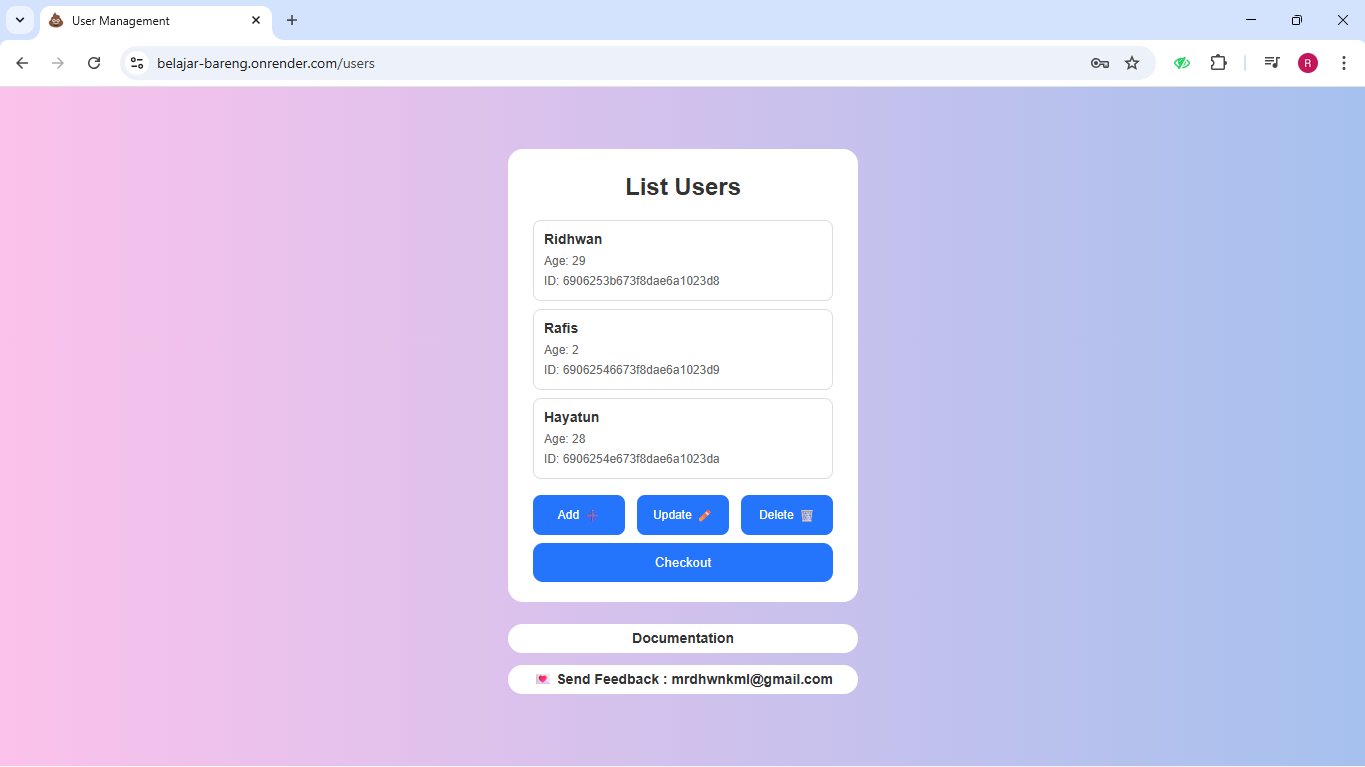 User Management
belajar-bareng.onrender.com/users
R
List Users
Ridhwan
Age: 29
ID: 6906253b673f8dae6a1023d8
Rafis
Age: 2
ID: 69062546673f8dae6a1023d9
Hayatun
Age: 28
ID: 6906254e673f8dae6a1023da
Add ➕ Update ✏️ Delete 🗑️
Checkout
Documentation
💌 Send Feedback : mrdhwnkml@gmail.com